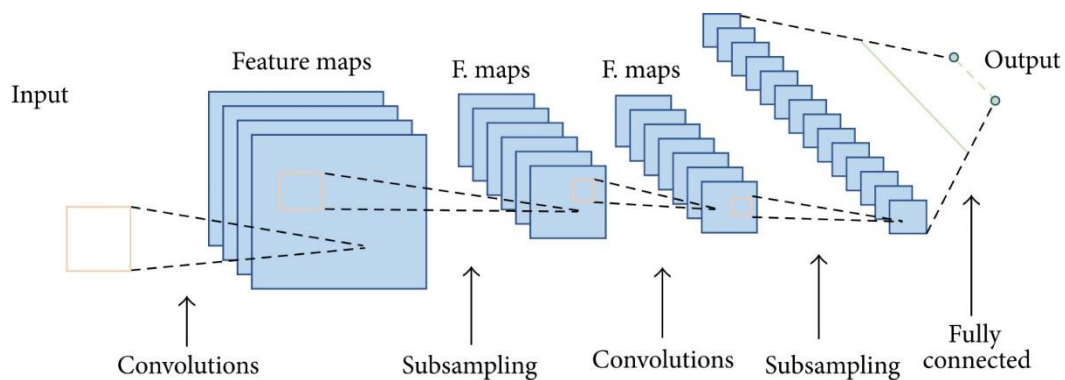 Input
Feature maps
F. maps
F. maps
Output
Convolutions
Subsampling
Convolutions
Subsampling
Fully
connected